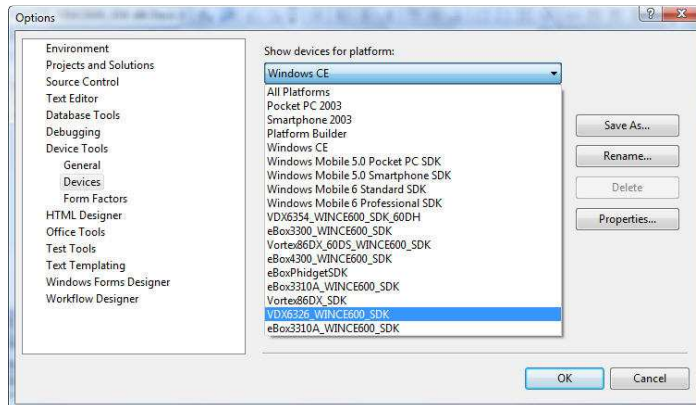 Options
Environment
Projects and Solutions
Source Control
Text Editor
Database Tools
Debugging
Device Tools
General
Devices
Form Factors
HTML Designer
Office Tools
Test Tools
Text Templating
Windows Forms Designer
Workflow Designer
Show devices for platform:
Windows CE
All Platforms
Pocket PC 2003
Smartphone 2003
Platform Builder
Windows CE
Windows Mobile 5.0 Pocket PC SDK
Windows Mobile 5.0 Smartphone SDK
Windows Mobile 6 Standard SDK
Windows Mobile 6 Professional SDK
VDX6354_WINCE600_SDK_60DH
eBox3300_WINCE600_SDK
Vortex86DX_60DS_WINCE600_SDK
eBox4300_WINCE600_SDK
eBoxPhidgetSDK
eBox3310A_WINCE600_SDK
Vortex86DX_SDK
VDX6326_WINCE600_SDK
eBox3310A_WINCE600_SDK
Save As...
Rename...
Delete
Properties...
OK
Cancel